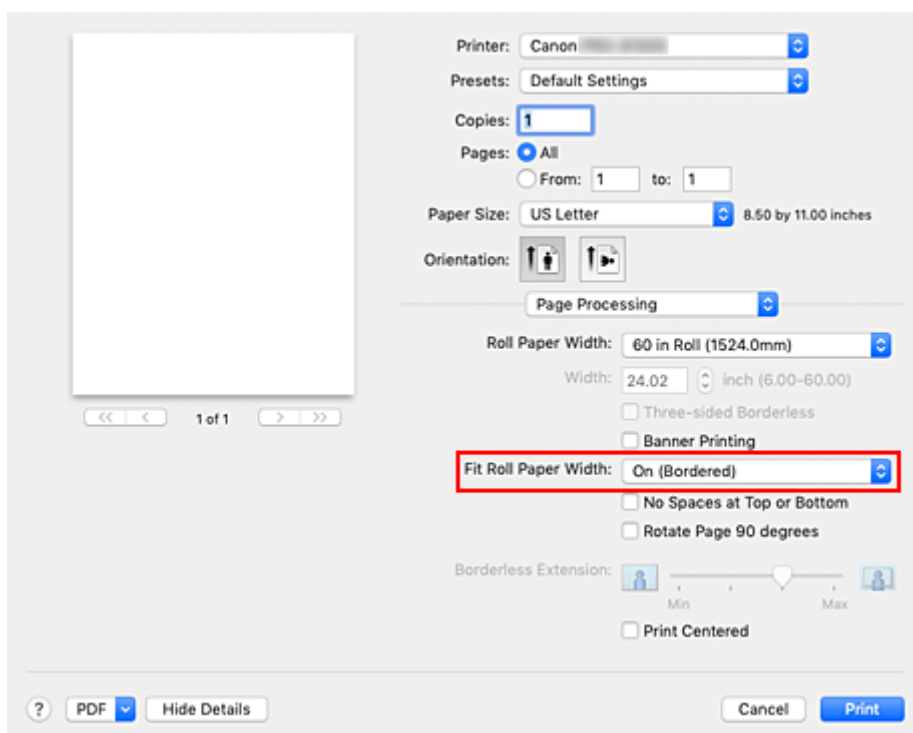 Printer: Canon
Presets: Default Settings
Copies: 1
Pages: All
From: 1 to: 1
Paper Size: US Letter 8.50 by 11.00 inches
Orientation:
Page Processing
Roll Paper Width: 60 in Roll (1524.0mm)
Width: 24.02 inch (6.00-60.00)
Three-sided Borderless
Banner Printing
Fit Roll Paper Width: On (Bordered)
No Spaces at Top or Bottom
Rotate Page 90 degrees
Borderless Extension:
Min Max
Print Centered
<< < 1 of 1 > >>
? PDF Hide Details Cancel Print